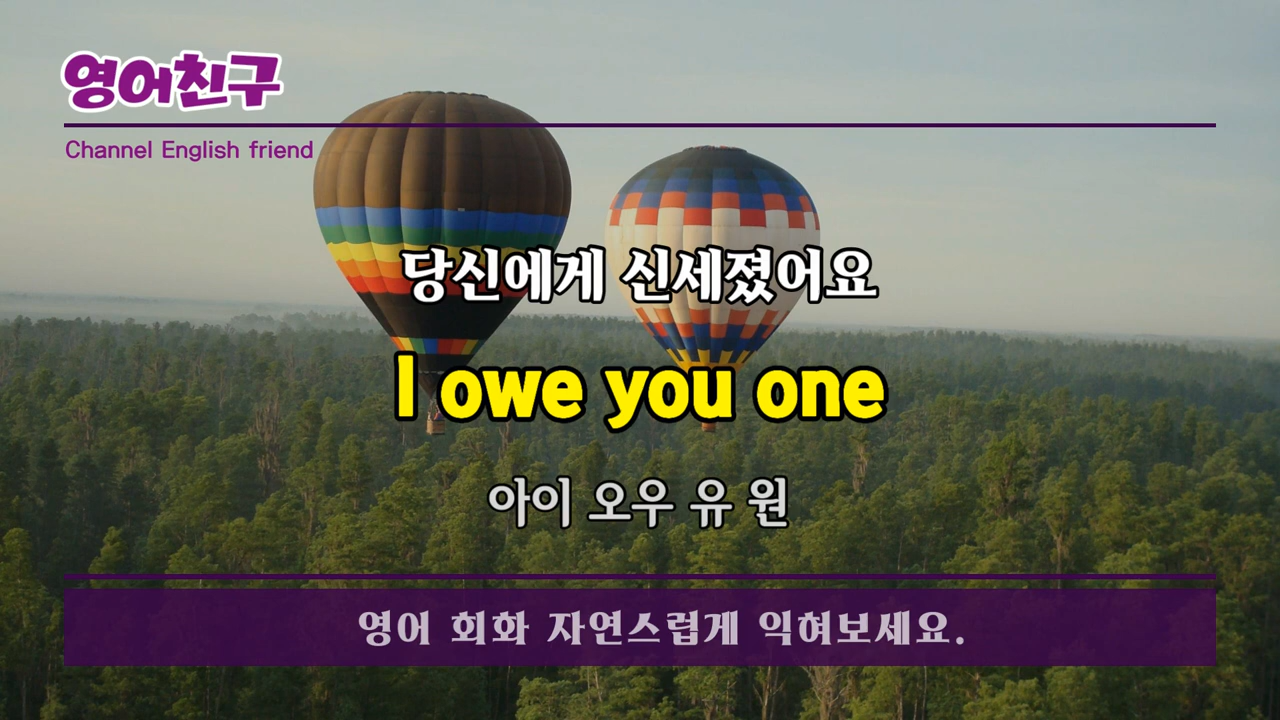 영어친구
Channel English friend
당신에게 신세졌어요
I owe you one
아이 오우 유 원
영어 회화 자연스럽게 익혀보세요.